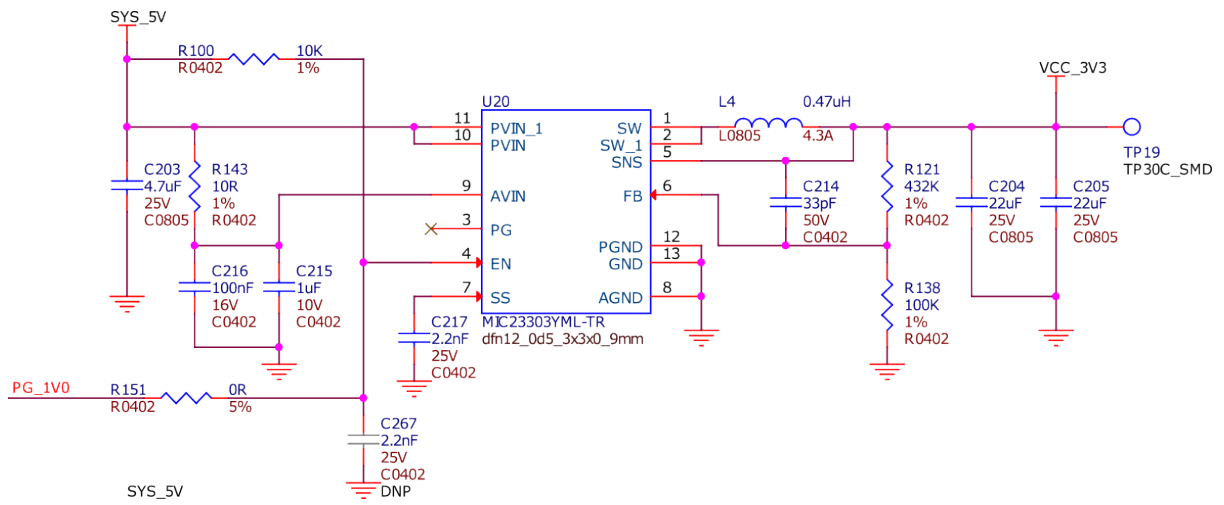 SYS_5V
R100 10K
R0402 1%
VCC_3V3
U20
L4 0.47uH
L0805 4.3A
11 PVIN_1
10 PVIN
SW 1
SW_1 2
SNS 5
TP19
TP30C_SMD
C203
4.7uF
25V
C0805
R143
10R
1%
R0402
9 AVIN
FB 6
C214
33pF
50V
C0402
R121
432K
1%
R0402
C204
22uF
25V
C0805
C205
22uF
25V
C0805
3 PG
PGND 12
GND 13
4 EN
7 SS
AGND 8
C216
100nF
16V
C0402
C215
1uF
10V
C0402
R138
100K
1%
R0402
MIC23303YML-TR
dfn12_0d5_3x3x0_9mm
C217
2.2nF
25V
C0402
PG_1V0
R151 0R
R0402 5%
C267
2.2nF
25V
C0402
DNP
SYS_5V